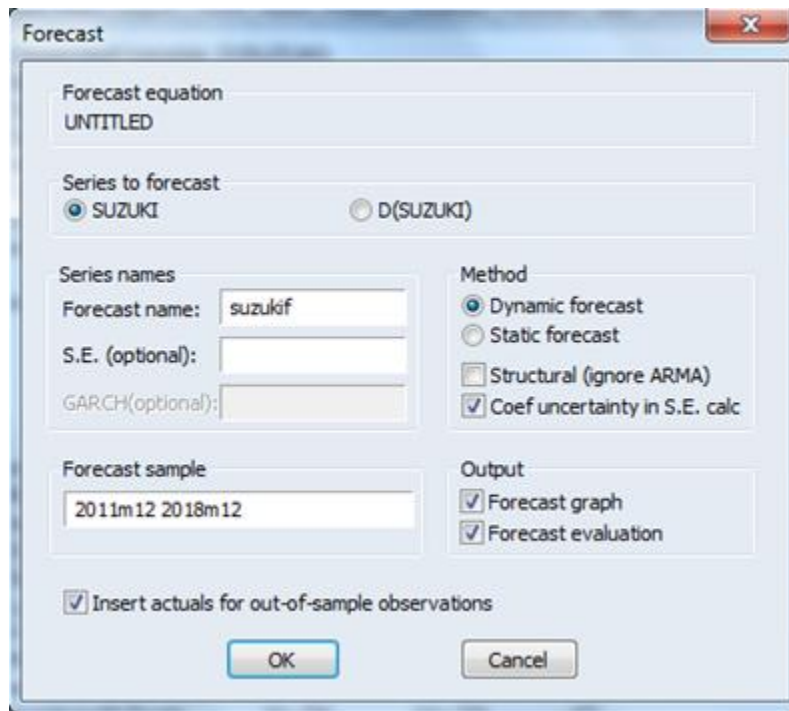 Forecast
Forecast equation
UNTITLED
Series to forecast
SUZUKI D(SUZUKI)
Series names
Forecast name: suzukif
S.E. (optional):
GARCH(optional):
Method
Dynamic forecast
Static forecast
Structural (ignore ARMA)
Coef uncertainty in S.E. calc
Forecast sample
2011m12 2018m12
Output
Forecast graph
Forecast evaluation
Insert actuals for out-of-sample observations
OK Cancel